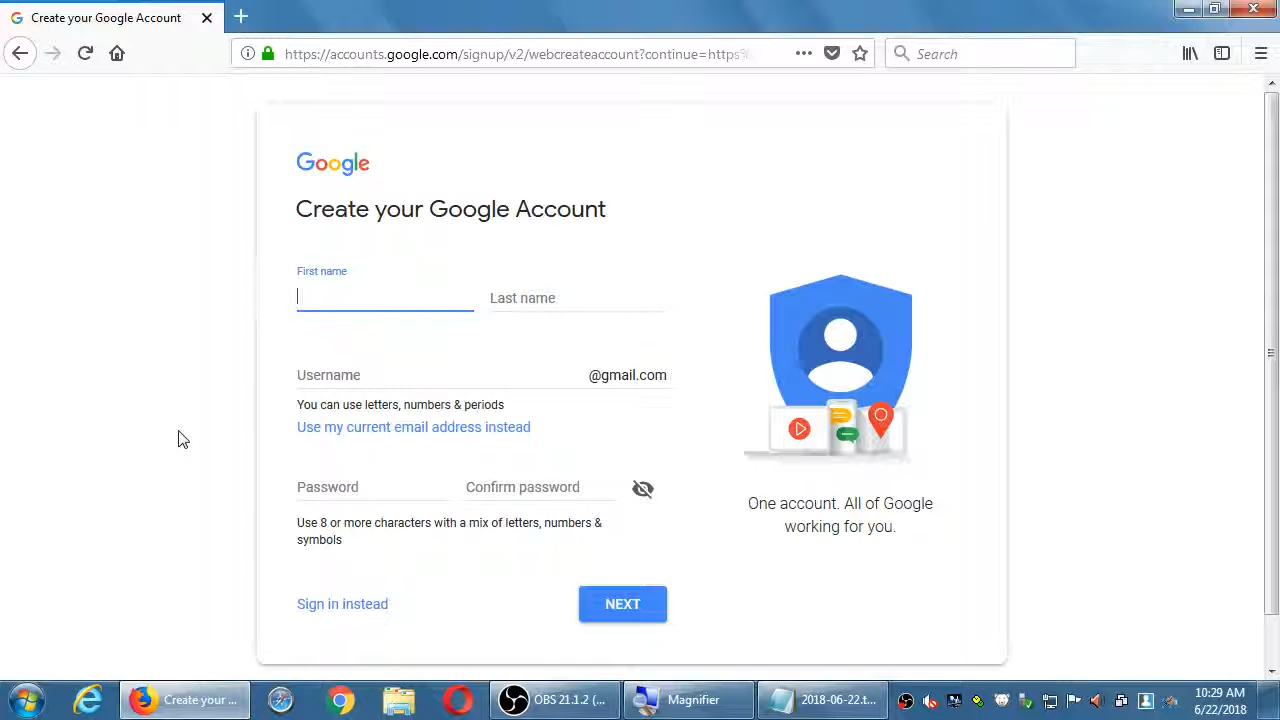 Create your Google Account
https://accounts.google.com/signup/v2/webcreateaccount?continue=https%
Search
Google
Create your Google Account
First name
Last name
Username
@gmail.com
You can use letters, numbers & periods
Use my current email address instead
Password
Confirm password
Use 8 or more characters with a mix of letters, numbers &
symbols
One account. All of Google
working for you.
Sign in instead
NEXT
Create your ...
OBS 21.1.2 (...
Magnifier
2018-06-22.t...
10:29 AM
6/22/2018